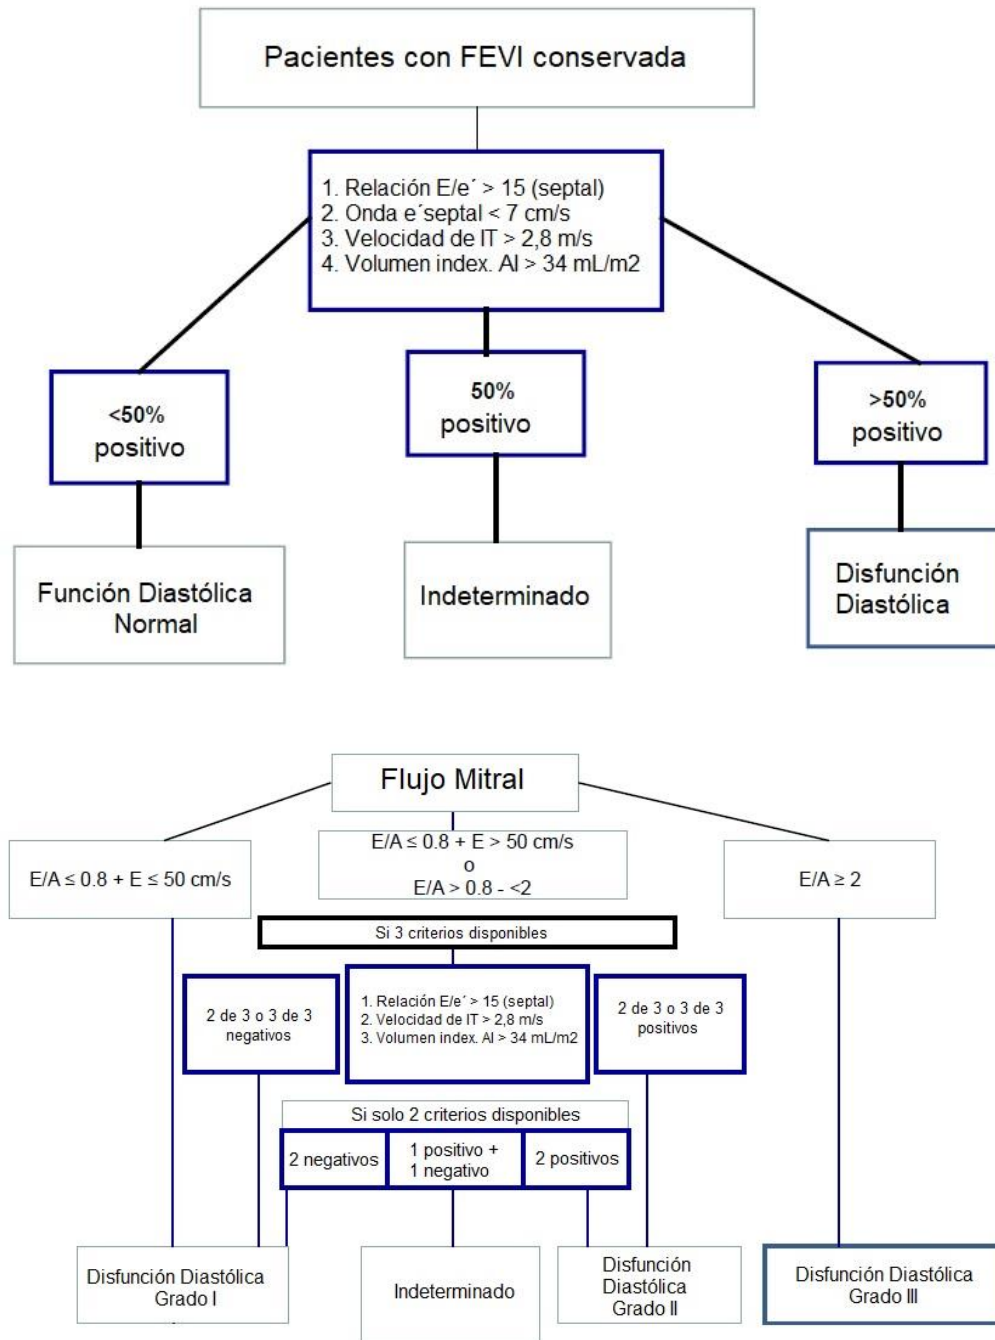 Pacientes con FEVI conservada
1. Relación E/e´ > 15 (septal)
2. Onda e´septal < 7 cm/s
3. Velocidad de IT > 2,8 m/s
4. Volumen index. AI > 34 mL/m2
<50%
positivo
50%
positivo
>50%
positivo
Función Diastólica
Normal
Indeterminado
Disfunción
Diastólica
Flujo Mitral
E/A ≤ 0.8 + E ≤ 50 cm/s
E/A ≤ 0.8 + E > 50 cm/s
o
E/A > 0.8 - <2
E/A ≥ 2
Si 3 criterios disponibles
2 de 3 o 3 de 3
negativos
1. Relación E/e´ > 15 (septal)
2. Velocidad de IT > 2,8 m/s
3. Volumen index. AI > 34 mL/m2
2 de 3 o 3 de 3
positivos
Si solo 2 criterios disponibles
2 negativos
1 positivo +
1 negativo
2 positivos
Disfunción Diastólica
Grado I
Indeterminado
Disfunción
Diastólica
Grado II
Disfunción Diastólica
Grado III